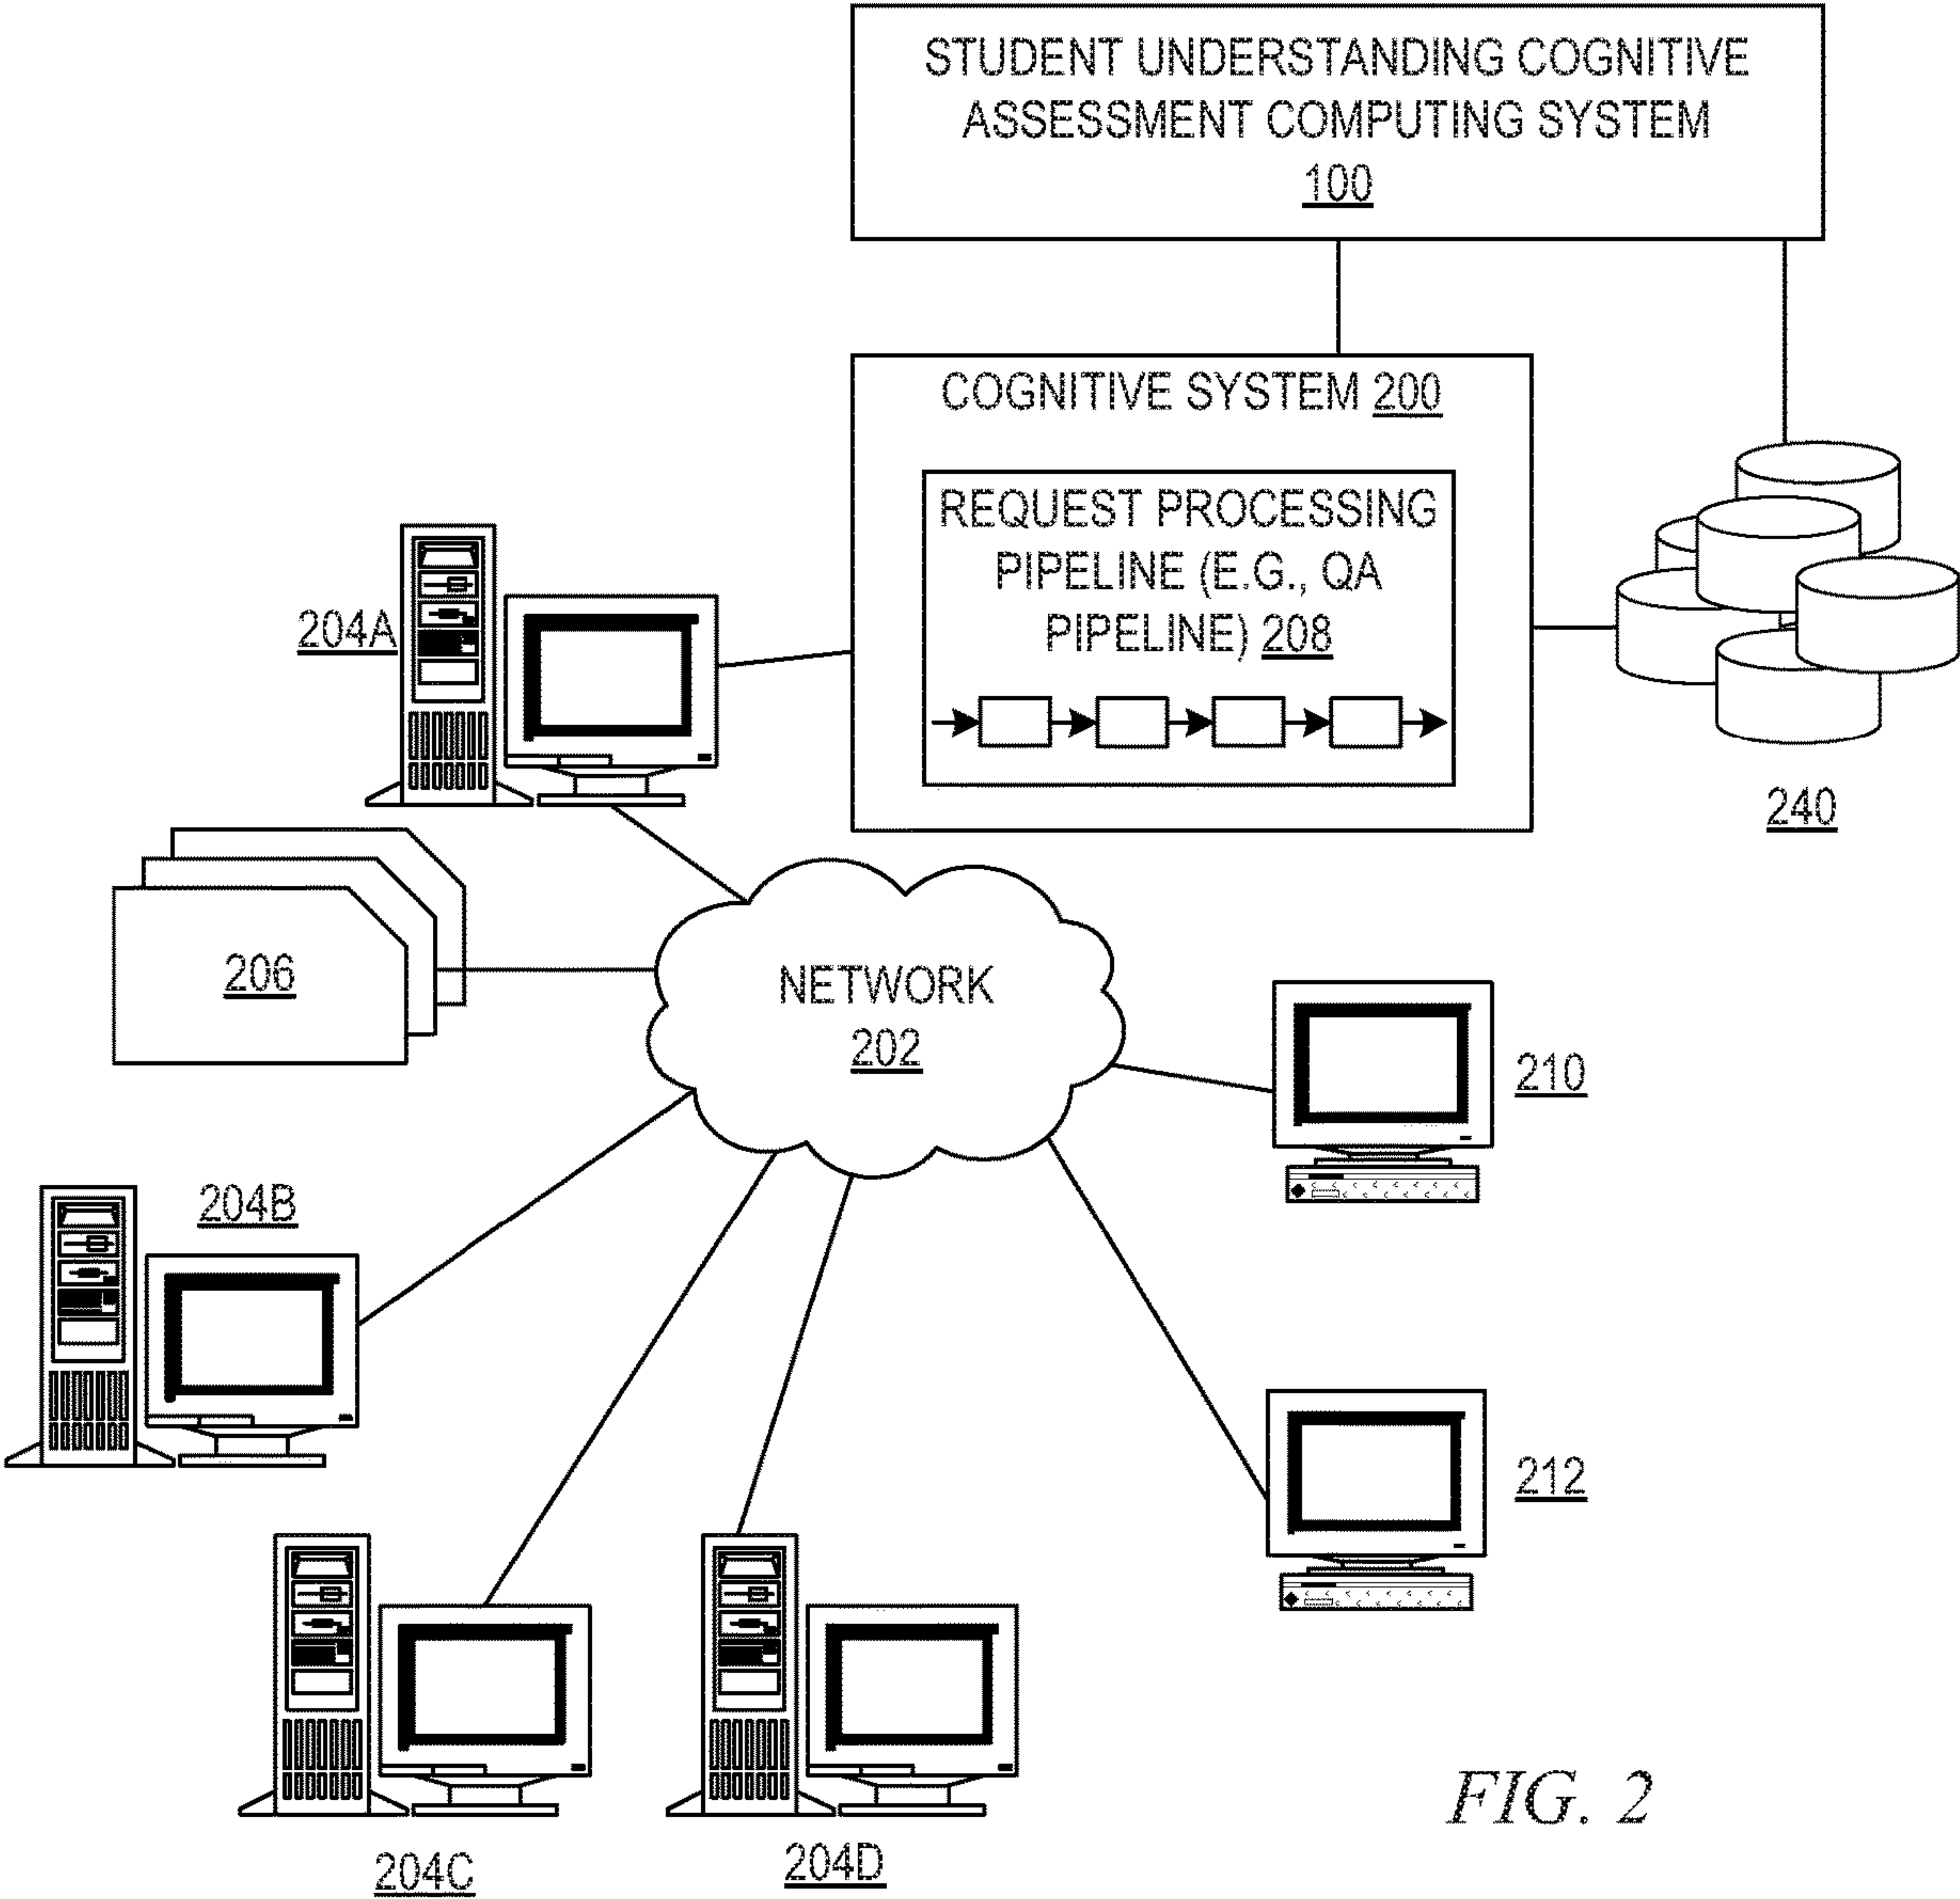 STUDENT UNDERSTANDING COGNITIVE
ASSESSMENT COMPUTING SYSTEM
100
COGNITIVE SYSTEM 200
REQUEST PROCESSING
PIPELINE (E.G., QA
PIPELINE) 208
204A
240
206
NETWORK
202
210
204B
212
204C
204D
FIG. 2